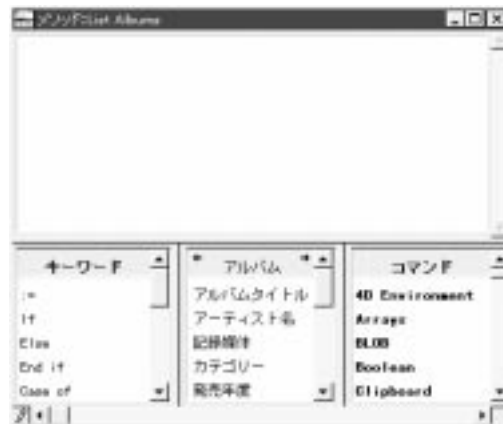 メソッド:List Albums
キーワード
:=
If
Else
End if
Case of
* アルバム *
アルバムタイトル
アーティスト名
記録媒体
カテゴリー
発売年度
コマンド
4D Environment
Arrays
BLOB
Boolean
Clipboard